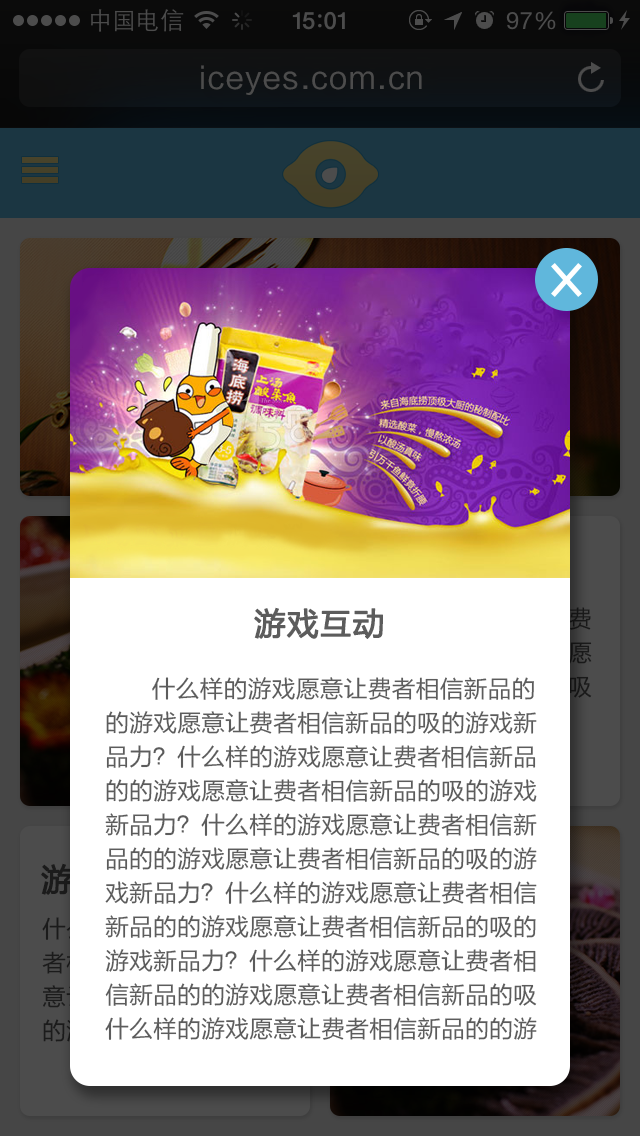 中国电信
15:01
97%
iceyes.com.cn
海底捞
上汤
酸菜鱼
调味料
来自海底捞顶级大厨的秘制配比
精选酸菜，慢熬浓汤
以酸汤真味
引万千鱼鲜竞折腰
费
愿
吸
游戏互动
什么样的游戏愿意让费者相信新品的
的游戏愿意让费者相信新品的吸的游戏新
品力？什么样的游戏愿意让费者相信新品
的的游戏愿意让费者相信新品的吸的游戏
新品力？什么样的游戏愿意让费者相信新
品的的游戏愿意让费者相信新品的吸的游
戏新品力？什么样的游戏愿意让费者相信
新品的的游戏愿意让费者相信新品的吸的
游戏新品力？什么样的游戏愿意让费者相
信新品的的游戏愿意让费者相信新品的吸
什么样的游戏愿意让费者相信新品的的游
游
什
者
意
的